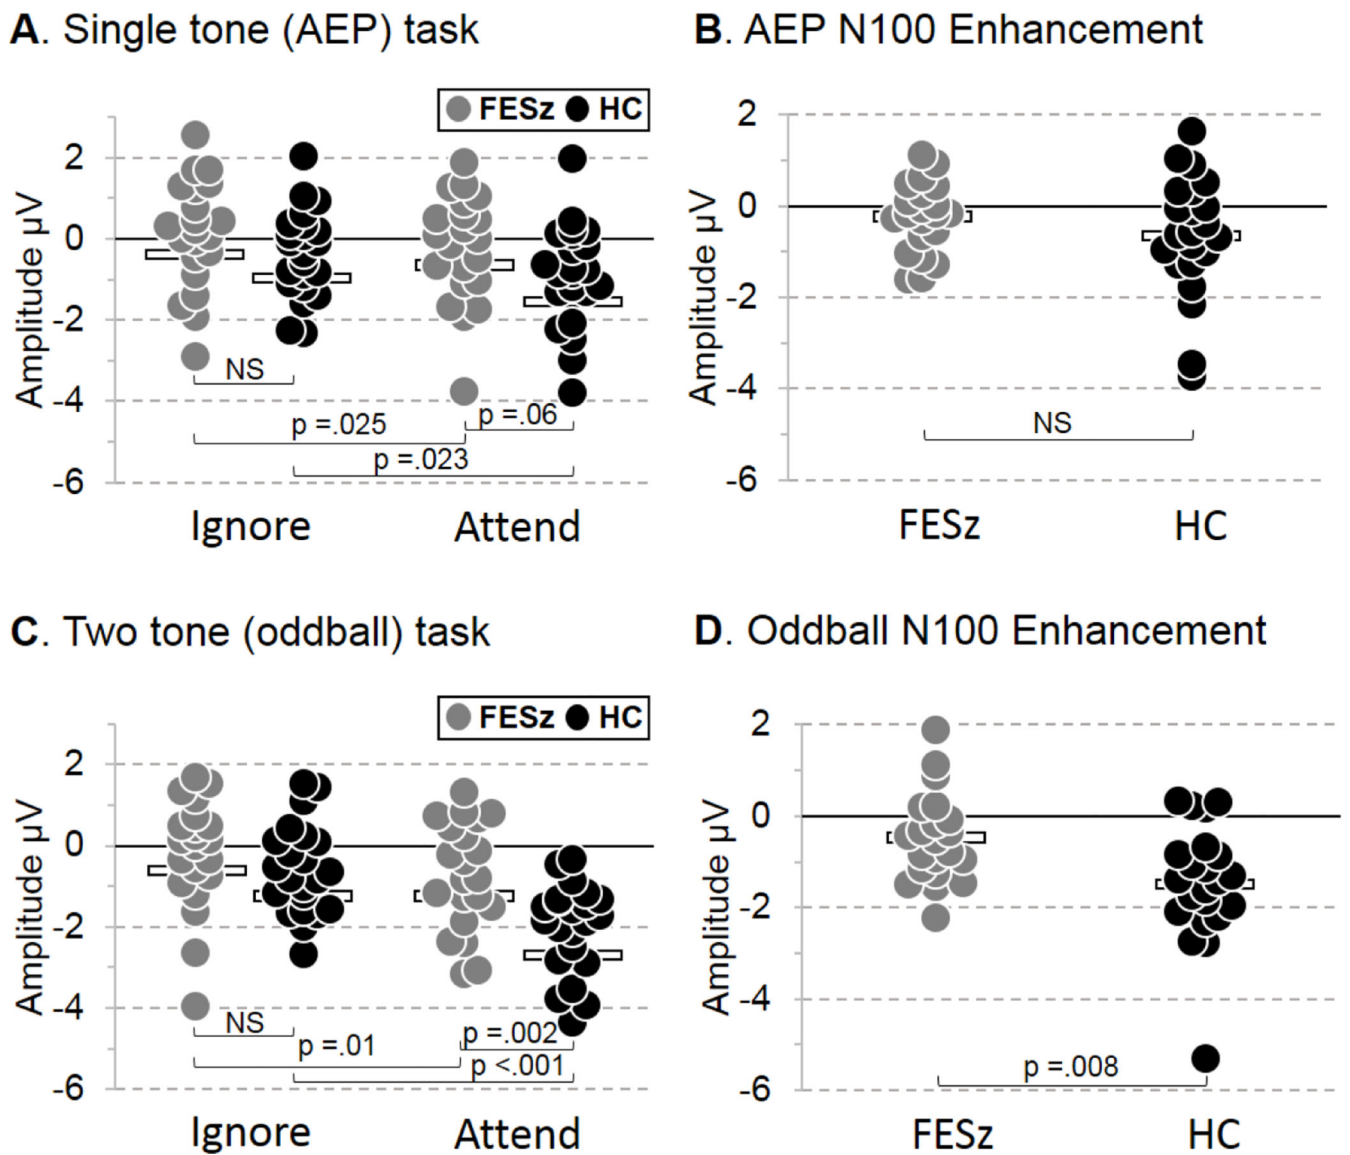 A. Single tone (AEP) task
FESz HC
2
0
-2
-4
-6
Amplitude µV
NS
p =.025
p =.06
p =.023
Ignore Attend
B. AEP N100 Enhancement
2
0
-2
-4
-6
Amplitude µV
NS
FESz HC
C. Two tone (oddball) task
FESz HC
2
0
-2
-4
-6
Amplitude µV
NS
p =.01
p =.002
p <.001
Ignore Attend
D. Oddball N100 Enhancement
2
0
-2
-4
-6
Amplitude µV
p =.008
FESz HC